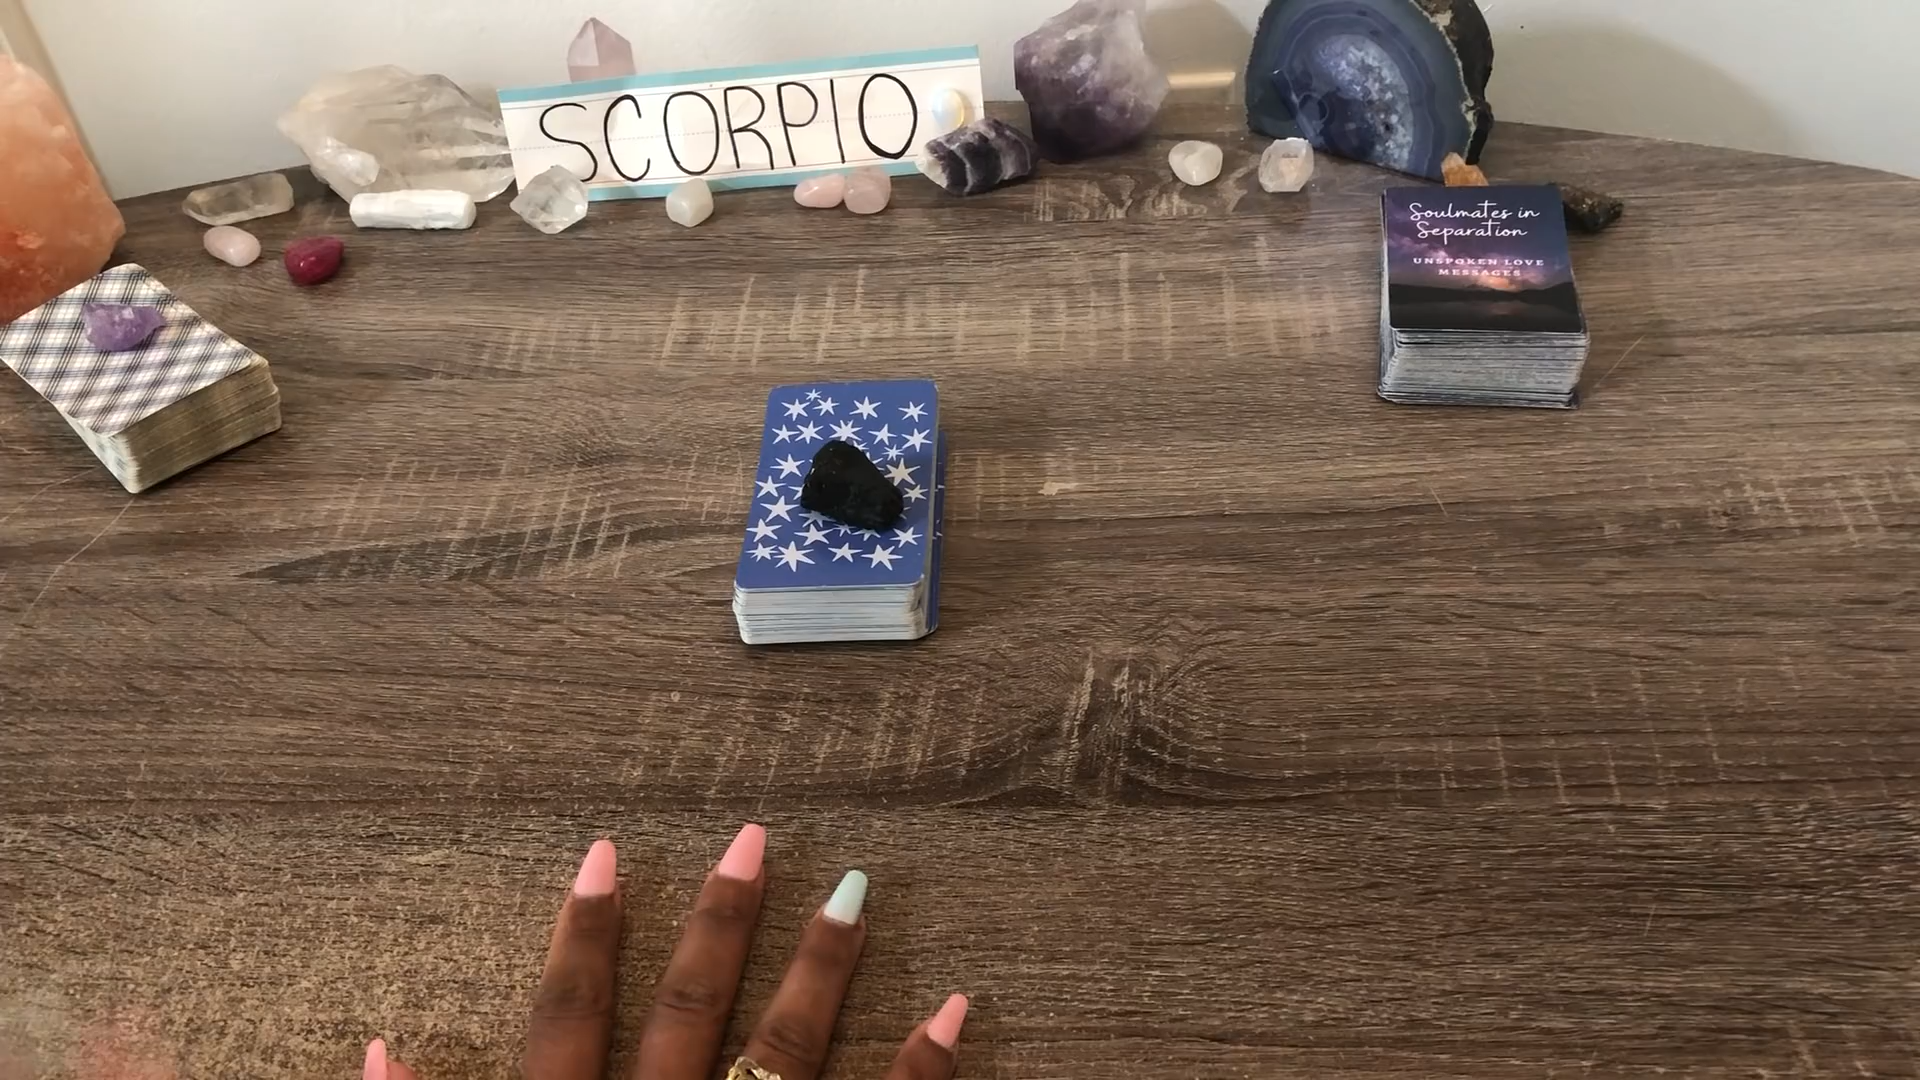 SCORPIO
Soulmates in
Separation
UNSPOKEN LOVE
MESSAGES